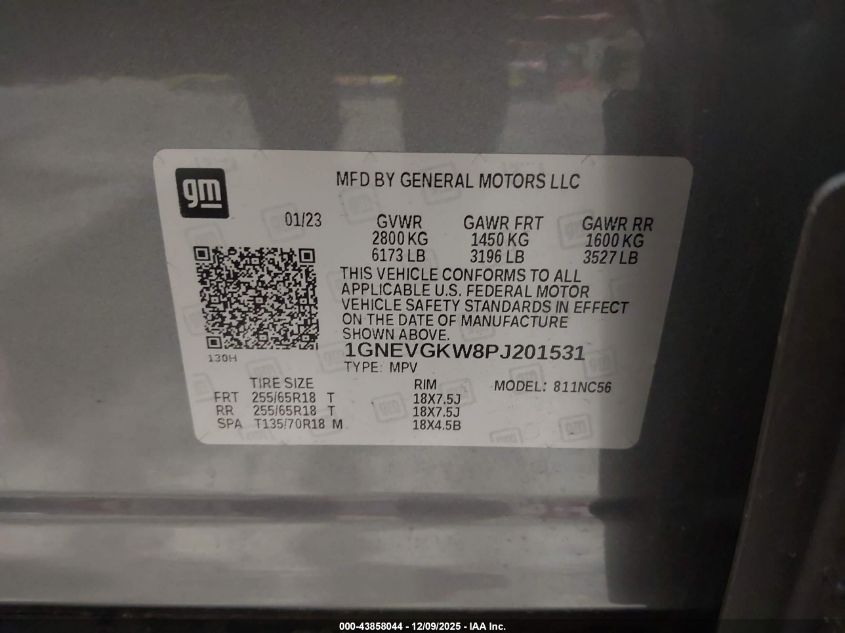 gm
MFD BY GENERAL MOTORS LLC
01/23 GVWR GAWR FRT GAWR RR
2800 KG 1450 KG 1600 KG
6173 LB 3196 LB 3527 LB
THIS VEHICLE CONFORMS TO ALL
APPLICABLE U.S. FEDERAL MOTOR
VEHICLE SAFETY STANDARDS IN EFFECT
ON THE DATE OF MANUFACTURE
SHOWN ABOVE.
130H
1GNEVGKW8PJ201531
TYPE: MPV
TIRE SIZE RIM MODEL: 811NC56
FRT 255/65R18 T 18X7.5J
RR 255/65R18 T 18X7.5J
SPA T135/70R18 M 18X4.5B
000-43858044 - 12/09/2025 - IAA Inc.